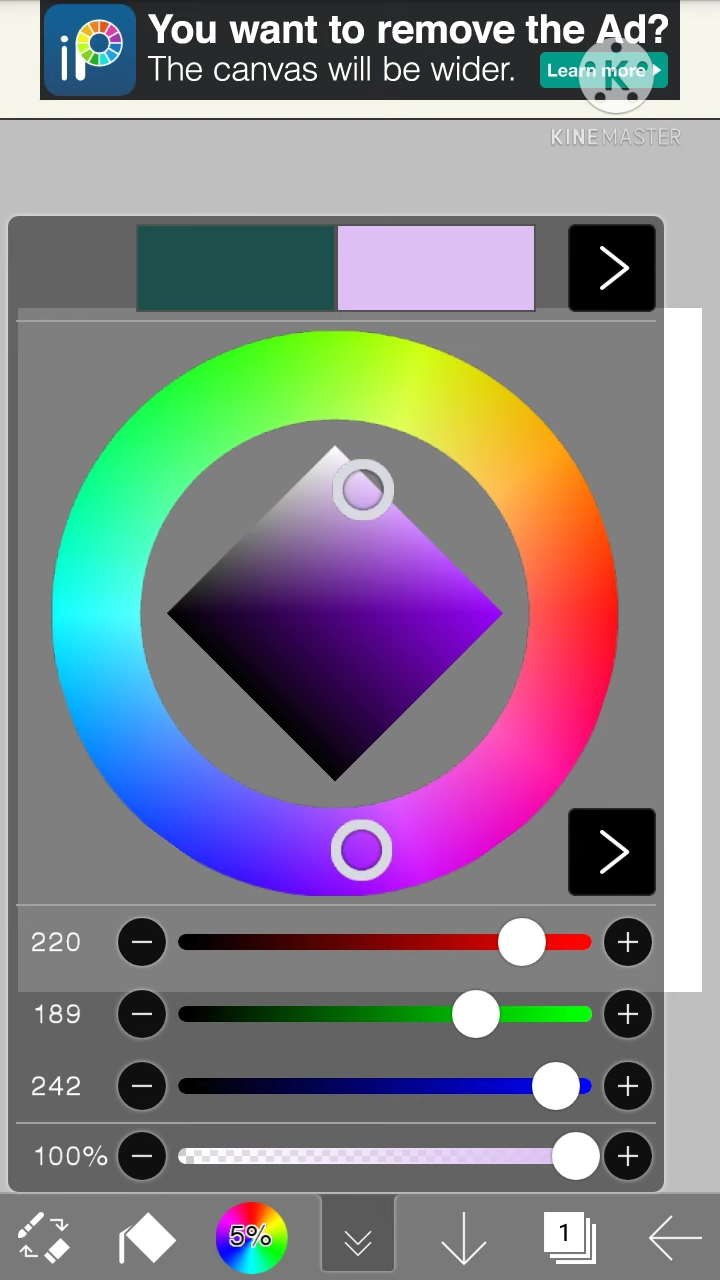 iP
You want to remove the Ad?
The canvas will be wider.
Learn more
K
KINEMASTER
220
189
242
100%
5%
1